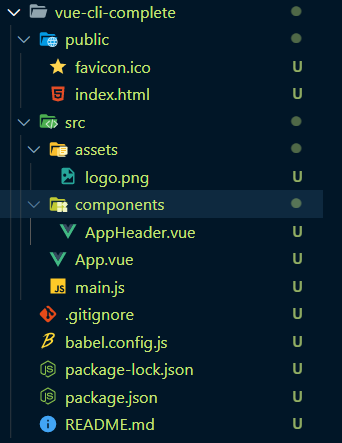 vue-cli-complete
public
favicon.ico U
index.html U
src
assets
logo.png U
components
AppHeader.vue U
App.vue U
JS main.js U
.gitignore U
babel.config.js U
package-lock.json U
package.json U
README.md U